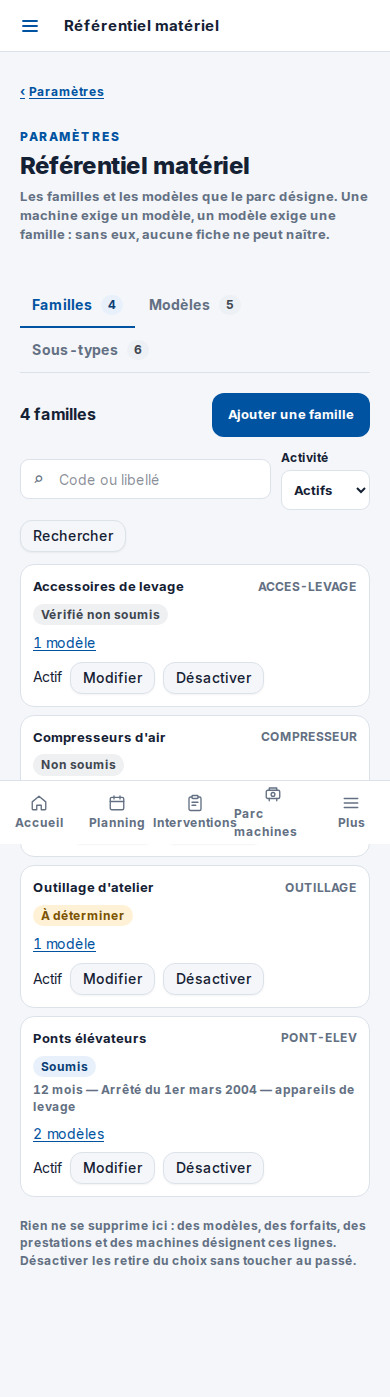 Référentiel matériel
‹ Paramètres
PARAMÈTRES
Référentiel matériel
Les familles et les modèles que le parc désigne. Une
machine exige un modèle, un modèle exige une
famille : sans eux, aucune fiche ne peut naître.
Familles 4 Modèles 5
Sous-types 6
4 familles Ajouter une famille
Activité
Code ou libellé Actifs
Rechercher
Accessoires de levage ACCES-LEVAGE
Vérifié non soumis
1 modèle
Actif Modifier Désactiver
Compresseurs d'air COMPRESSEUR
Non soumis
Accueil Planning Interventions Parc machines Plus
Outillage d'atelier OUTILLAGE
À déterminer
1 modèle
Actif Modifier Désactiver
Ponts élévateurs PONT-ELEV
Soumis
12 mois — Arrêté du 1er mars 2004 — appareils de
levage
2 modèles
Actif Modifier Désactiver
Rien ne se supprime ici : des modèles, des forfaits, des
prestations et des machines désignent ces lignes.
Désactiver les retire du choix sans toucher au passé.